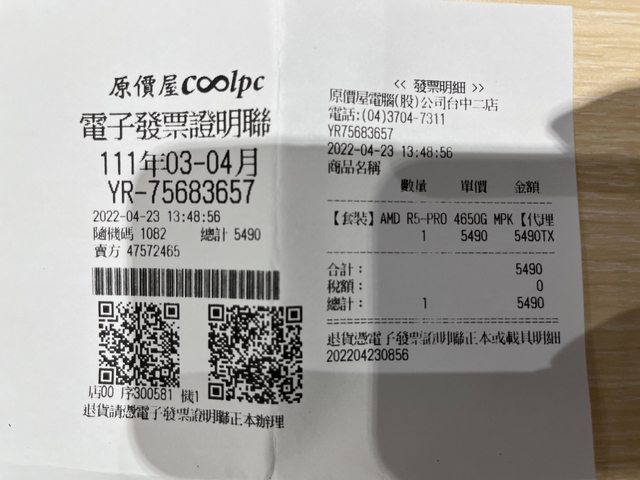 原價屋coolpc
電子發票證明聯
111年03-04月
YR-75683657
2022-04-23 13:48:56
隨機碼 1082 總計 5490
賣方 47572465
店00 序300581 機1
退貨請憑電子發票證明聯正本辦理
<< 發票明細 >>
原價屋電腦(股)公司台中二店
電話:(04)3704-7311
YR75683657
2022-04-23 13:48:56
商品名稱
數量 單價 金額
【套裝】AMD R5-PRO 4650G MPK【代理
1 5490 5490TX
合計: 5490
稅額: 0
總計: 1 5490
退貨憑電子發票證明聯正本或載具明細
202204230856